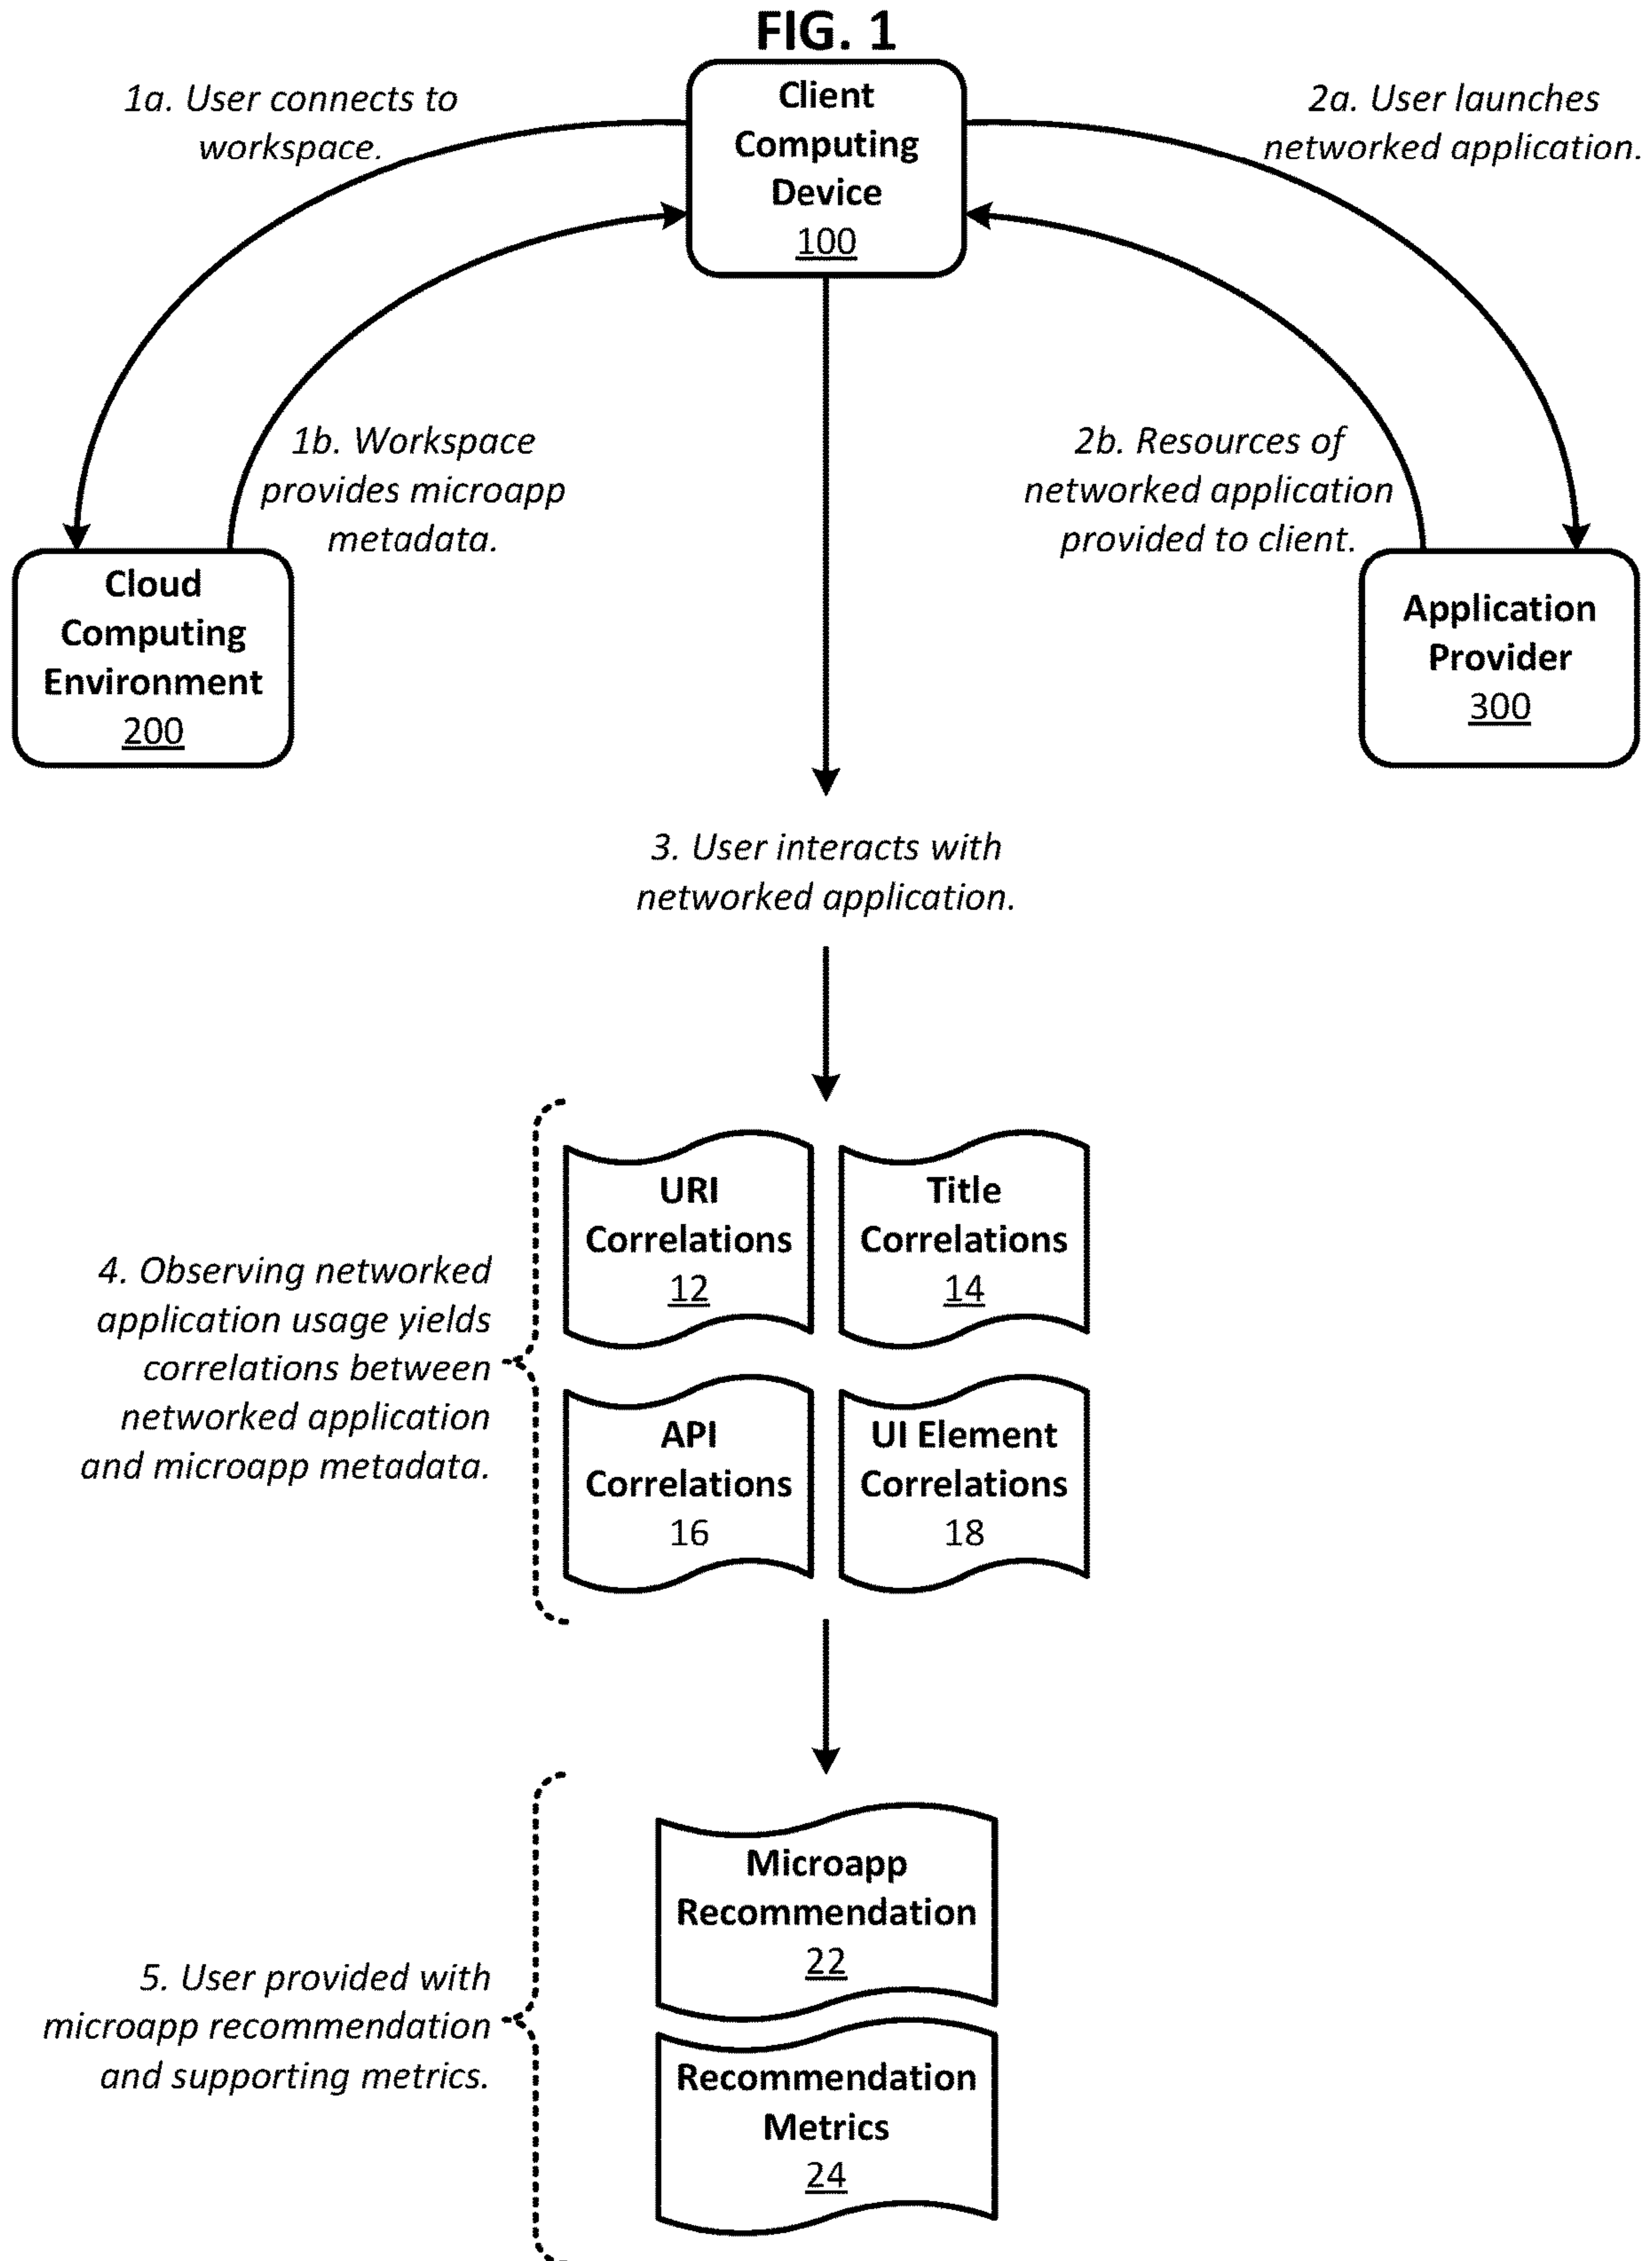 FIG. 1
1a. User connects to
workspace.
Client
Computing
Device
100
2a. User launches
networked application.
1b. Workspace
provides microapp
metadata.
2b. Resources of
networked application
provided to client.
Cloud
Computing
Environment
200
Application
Provider
300
3. User interacts with
networked application.
4. Observing networked
application usage yields
correlations between
networked application
and microapp metadata.
URI
Correlations
12
Title
Correlations
14
API
Correlations
16
UI Element
Correlations
18
5. User provided with
microapp recommendation
and supporting metrics.
Microapp
Recommendation
22
Recommendation
Metrics
24